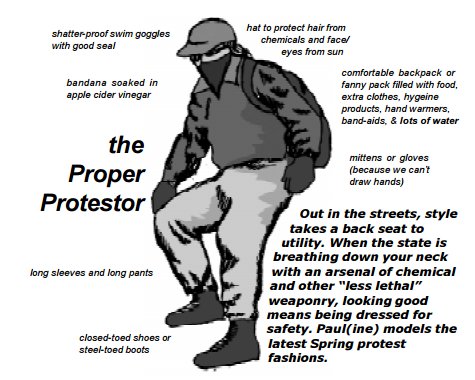 shatter-proof swim goggles
with good seal
hat to protect hair from
chemicals and face/
eyes from sun
bandana soaked in
apple cider vinegar
comfortable backpack or
fanny pack filled with food,
extra clothes, hygeine
products, hand warmers,
band-aids, & lots of water
the
Proper
Protestor
mittens or gloves
(because we can't
draw hands)
Out in the streets, style
takes a back seat to
utility. When the state is
breathing down your neck
with an arsenal of chemical
and other “less lethal”
weaponry, looking good
means being dressed for
safety. Paul(ine) models the
latest Spring protest
fashions.
long sleeves and long pants
closed-toed shoes or
steel-toed boots